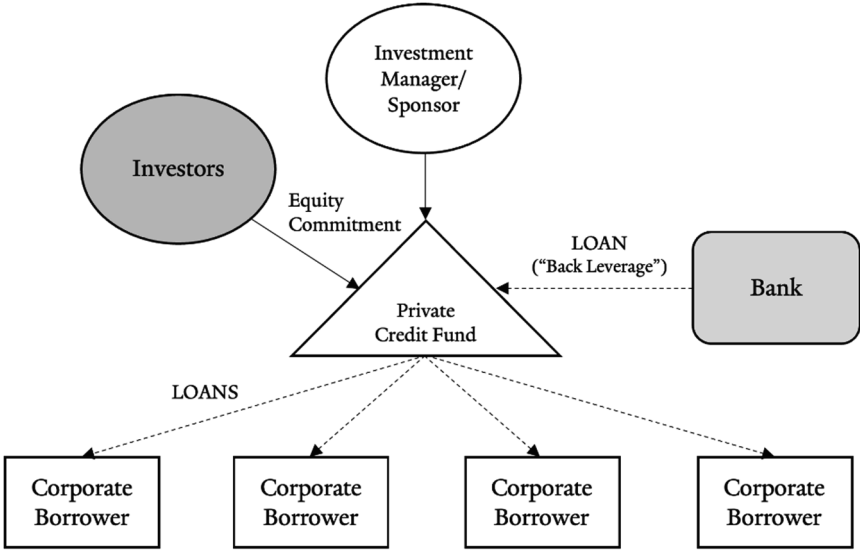 Investment
Manager/
Sponsor
Investors
Equity
Commitment
LOAN
(“Back Leverage”)
Bank
Private
Credit Fund
LOANS
Corporate
Borrower
Corporate
Borrower
Corporate
Borrower
Corporate
Borrower